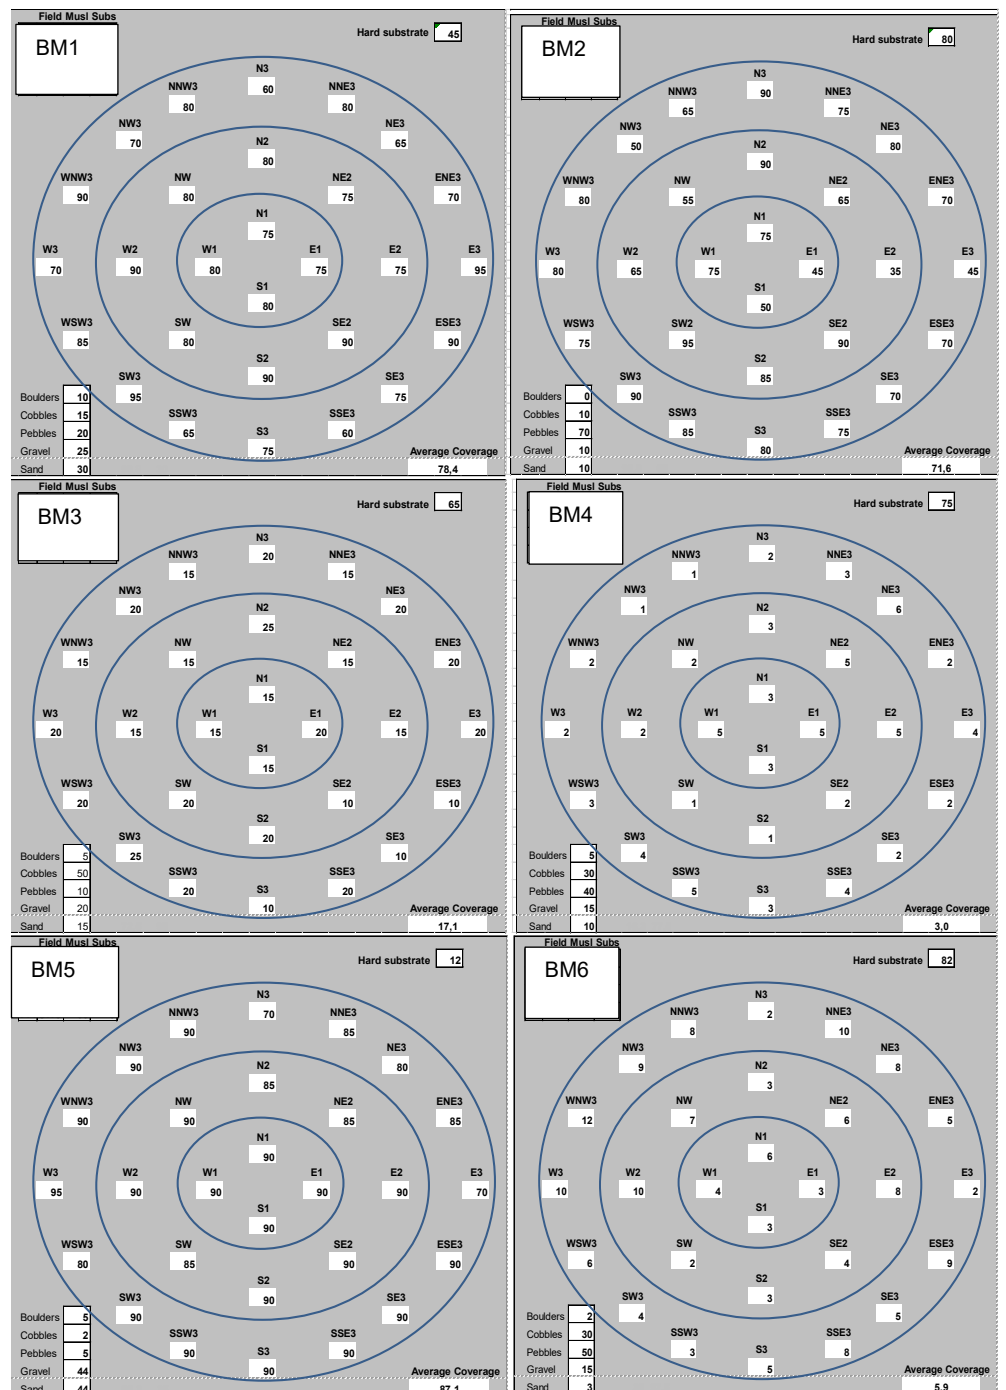 Field Musl Subs
BM1
Hard substrate 45
N3
60
NNW3 NNE3
80 80
NW3 NE3
70 65
N2
80
WNW3 NW NE2 ENE3
90 80 75 70
N1
75
W3 W2 W1 E1 E2 E3
70 90 80 75 75 95
S1
80
WSW3 SW SE2 ESE3
85 80 90 90
S2
90
SW3 SE3
95 75
Boulders 10
Cobbles 15
SSW3 SSE3
65 60
Pebbles 20
S3
75
Gravel 25
Average Coverage
Sand 30
78,4
Field Musl Subs
BM2
Hard substrate 80
N3
90
NNW3 NNE3
65 75
NW3 NE3
50 80
N2
90
WNW3 NW NE2 ENE3
80 55 65 70
N1
75
W3 W2 W1 E1 E2 E3
80 65 75 45 35 45
S1
50
WSW3 SW2 SE2 ESE3
75 95 90 70
S2
85
SW3 SE3
90 70
Boulders 0
Cobbles 10
SSW3 SSE3
85 75
Pebbles 70
S3
80
Gravel 10
Average Coverage
Sand 10
71,6
Field Musl Subs
BM3
Hard substrate 65
N3
20
NNW3 NNE3
15 15
NW3 NE3
20 20
N2
25
WNW3 NW NE2 ENE3
15 15 15 20
N1
15
W3 W2 W1 E1 E2 E3
20 15 15 20 15 20
S1
15
WSW3 SW SE2 ESE3
20 20 10 10
S2
20
SW3 SE3
25 10
Boulders 5
Cobbles 50
SSW3 SSE3
20 20
Pebbles 10
S3
10
Gravel 20
Average Coverage
Sand 15
17,1
Field Musl Subs
BM4
Hard substrate 75
N3
2
NNW3 NNE3
1 3
NW3 NE3
1 6
N2
3
WNW3 NW NE2 ENE3
2 2 5 2
N1
3
W3 W2 W1 E1 E2 E3
2 2 5 5 5 4
S1
3
WSW3 SW SE2 ESE3
3 1 2 2
S2
1
SW3 SE3
4 2
Boulders 5
Cobbles 30
SSW3 SSE3
5 4
Pebbles 40
S3
3
Gravel 15
Average Coverage
Sand 10
3,0
Field Musl Subs
BM5
Hard substrate 12
N3
70
NNW3 NNE3
90 85
NW3 NE3
90 80
N2
85
WNW3 NW NE2 ENE3
90 90 85 85
N1
90
W3 W2 W1 E1 E2 E3
95 90 90 90 90 70
S1
90
WSW3 SW SE2 ESE3
80 85 90 90
S2
90
SW3 SE3
90 90
Boulders 5
Cobbles 2
SSW3 SSE3
90 90
Pebbles 5
S3
90
Gravel 44
Average Coverage
Sand 44
87,1
Field Musl Subs
BM6
Hard substrate 82
N3
2
NNW3 NNE3
8 10
NW3 NE3
9 8
N2
3
WNW3 NW NE2 ENE3
12 7 6 5
N1
6
W3 W2 W1 E1 E2 E3
10 10 4 3 8 2
S1
3
WSW3 SW SE2 ESE3
6 2 4 9
S2
3
SW3 SE3
4 5
Boulders 2
Cobbles 30
SSW3 SSE3
3 8
Pebbles 50
S3
5
Gravel 15
Average Coverage
Sand 3
5,9